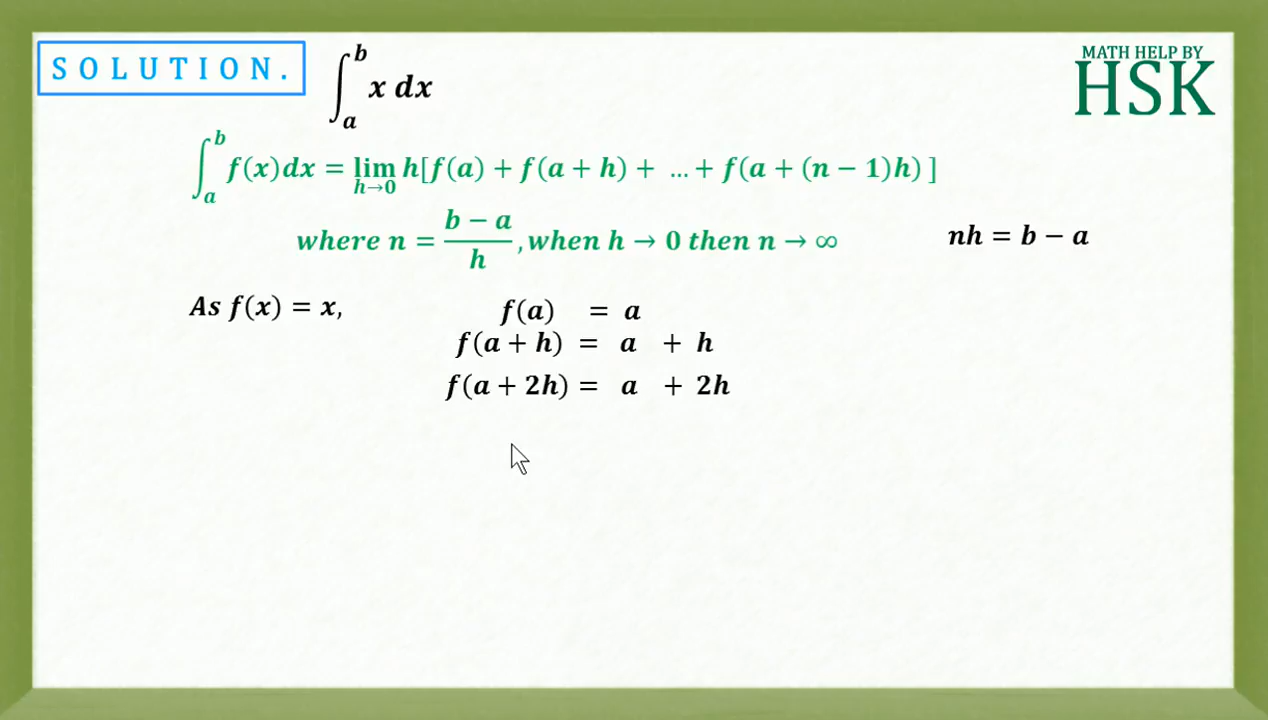 SOLUTION. ∫_a^b x dx
MATH HELP BY
HSK
∫_a^b f(x)dx = lim_{h→0} h[f(a) + f(a + h) + ... + f(a + (n − 1)h) ]
where n = (b − a)/h , when h → 0 then n → ∞
nh = b − a
As f(x) = x, f(a) = a
f(a + h) = a + h
f(a + 2h) = a + 2h